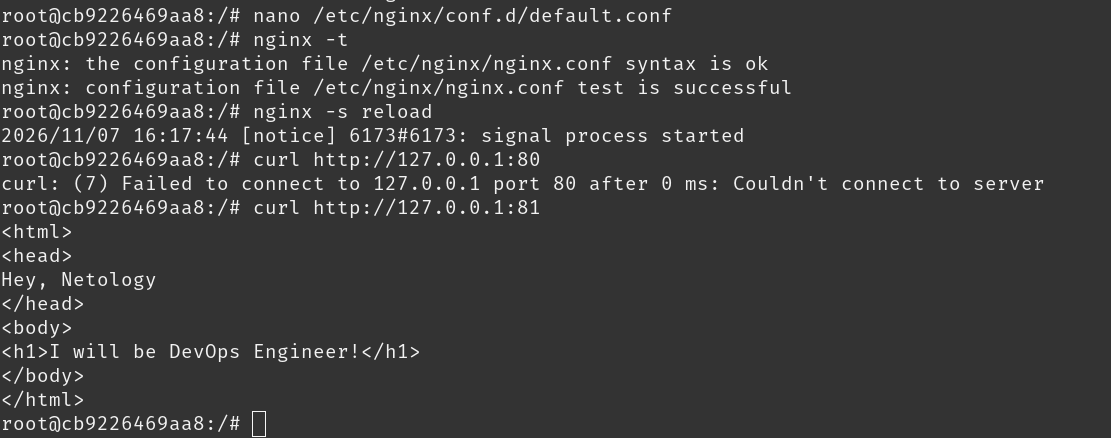 root@cb9226469aa8:/# nano /etc/nginx/conf.d/default.conf
root@cb9226469aa8:/# nginx -t
nginx: the configuration file /etc/nginx/nginx.conf syntax is ok
nginx: configuration file /etc/nginx/nginx.conf test is successful
root@cb9226469aa8:/# nginx -s reload
2026/11/07 16:17:44 [notice] 6173#6173: signal process started
root@cb9226469aa8:/# curl http://127.0.0.1:80
curl: (7) Failed to connect to 127.0.0.1 port 80 after 0 ms: Couldn't connect to server
root@cb9226469aa8:/# curl http://127.0.0.1:81
<html>
<head>
Hey, Netology
</head>
<body>
<h1>I will be DevOps Engineer!</h1>
</body>
</html>
root@cb9226469aa8:/#